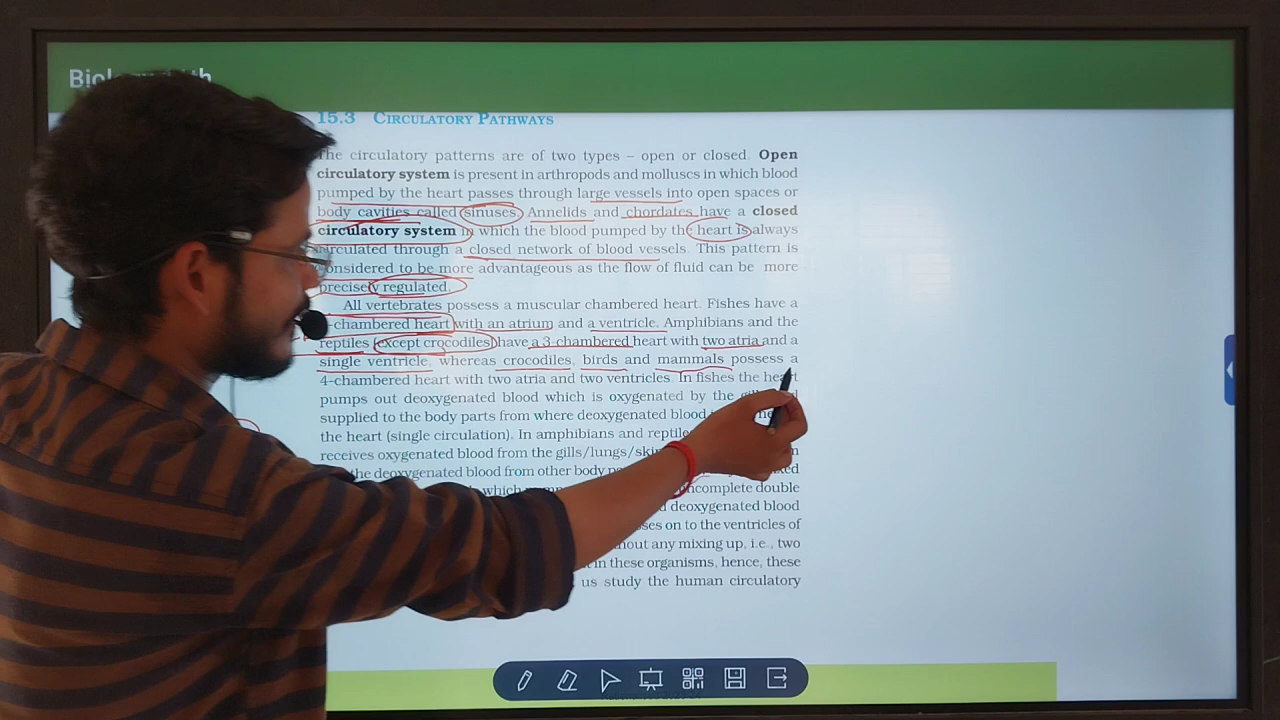 15.3 CIRCULATORY PATHWAYS
The circulatory patterns are of two types – open or closed. Open
circulatory system is present in arthropods and molluscs in which blood
pumped by the heart passes through large vessels into open spaces or
body cavities called sinuses. Annelids and chordates have a closed
circulatory system in which the blood pumped by the heart is always
circulated through a closed network of blood vessels. This pattern is
considered to be more advantageous as the flow of fluid can be more
precisely regulated.
All vertebrates possess a muscular chambered heart. Fishes have a
-chambered heart with an atrium and a ventricle. Amphibians and the
reptiles except crocodiles have a 3-chambered heart with two atria and a
single ventricle, whereas crocodiles, birds and mammals possess a
4-chambered heart with two atria and two ventricles. In fishes the heart
pumps out deoxygenated blood which is oxygenated by the
supplied to the body parts from where deoxygenated blood
the heart (single circulation). In amphibians and
receives oxygenated blood from the gills/lungs/
the deoxygenated blood from other body
which incomplete double
deoxygenated blood
on to the ventricles of
any mixing up, i.e., two
in these organisms, hence, these
us study the human circulatory